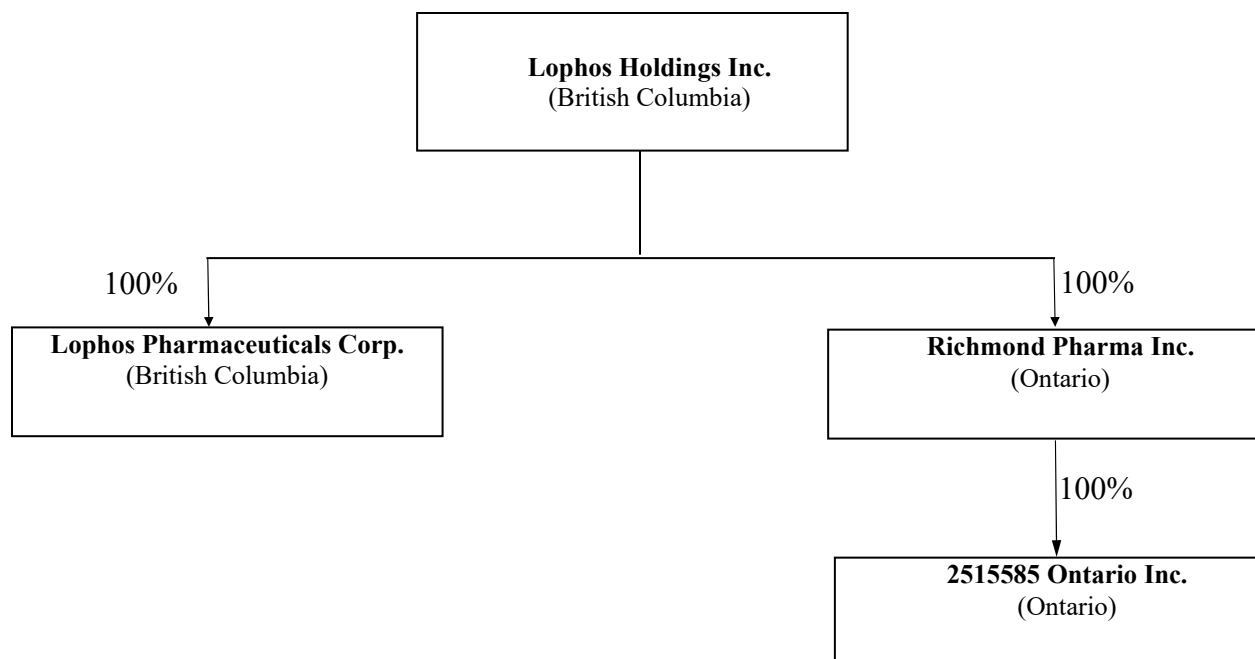 Lophos Holdings Inc.
(British Columbia)
100%
100%
Lophos Pharmaceuticals Corp.
(British Columbia)
Richmond Pharma Inc.
(Ontario)
100%
2515585 Ontario Inc.
(Ontario)